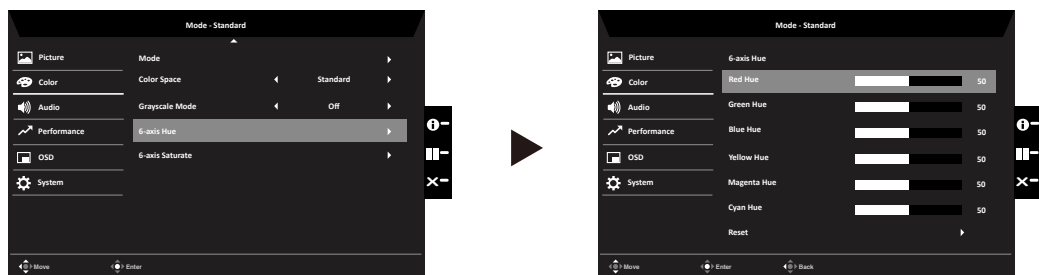 Mode - Standard
Picture
Color
Audio
Performance
OSD
System
Mode
Color Space Standard
Grayscale Mode Off
6-axis Hue
6-axis Saturate
Move Enter
Mode - Standard
Picture
Color
Audio
Performance
OSD
System
6-axis Hue
Red Hue 50
Green Hue 50
Blue Hue 50
Yellow Hue 50
Magenta Hue 50
Cyan Hue 50
Reset
Move Enter Back